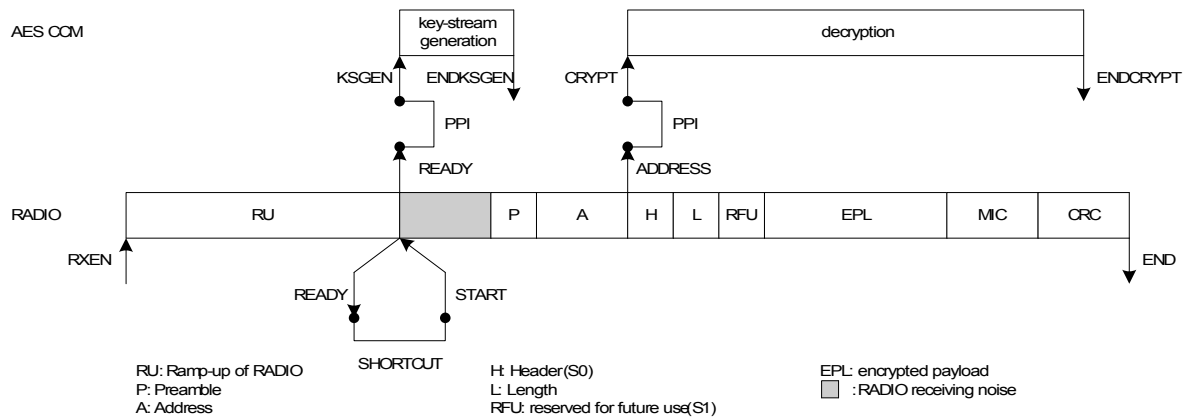 AES CCM
key-stream
generation
decryption
KSGEN
ENDKSGEN
CRYPT
ENDCRYPT
PPI
PPI
READY
ADDRESS
RADIO
RU
P
A
H
L
RFU
EPL
MIC
CRC
RXEN
END
READY
START
SHORTCUT
RU: Ramp-up of RADIO
P: Preamble
A: Address
H: Header(S0)
L: Length
RFU: reserved for future use(S1)
EPL: encrypted payload
: RADIO receiving noise